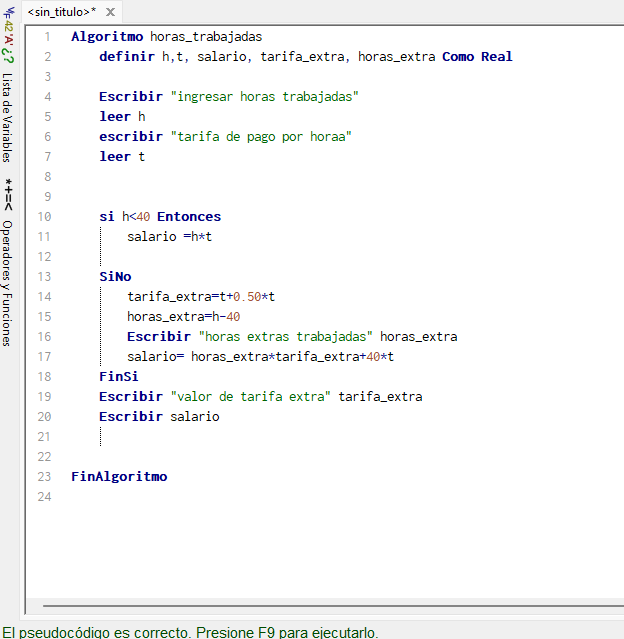 <sin_titulo>* X
Lista de Variables
Operadores y Funciones
1 Algoritmo horas_trabajadas
2 definir h,t, salario, tarifa_extra, horas_extra Como Real
3
4 Escribir "ingresar horas trabajadas"
5 leer h
6 escribir "tarifa de pago por horaa"
7 leer t
8
9
10 si h<40 Entonces
11 salario =h*t
12
13 SiNo
14 tarifa_extra=t+0.50*t
15 horas_extra=h-40
16 Escribir "horas extras trabajadas" horas_extra
17 salario= horas_extra*tarifa_extra+40*t
18 FinSi
19 Escribir "valor de tarifa extra" tarifa_extra
20 Escribir salario
21
22
23 FinAlgoritmo
24
El pseudocódigo es correcto. Presione F9 para ejecutarlo.